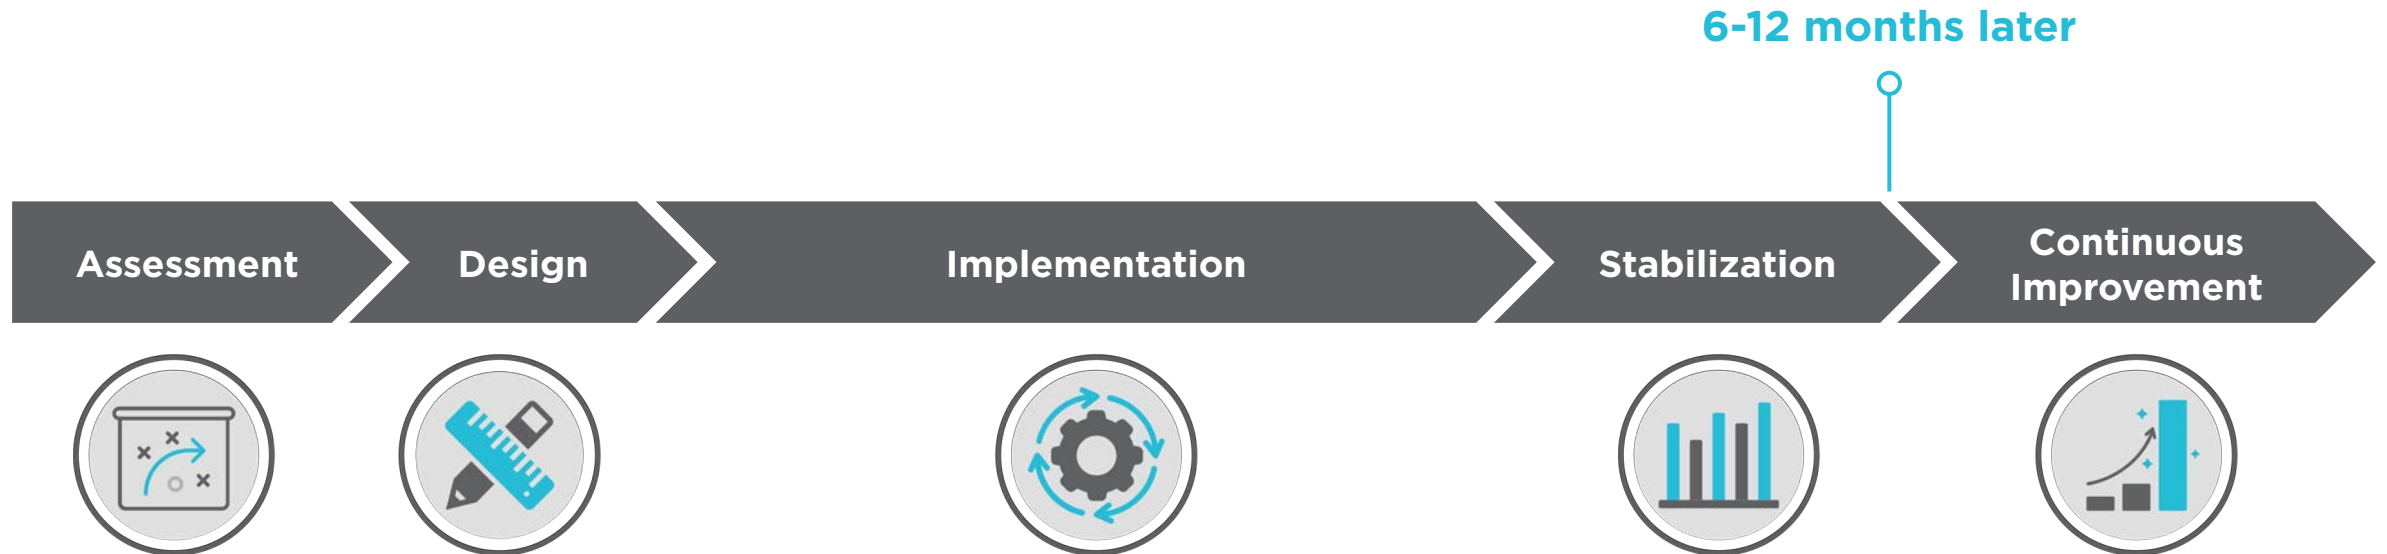 6-12 months later
Assessment
Design
Implementation
Stabilization
Continuous
Improvement